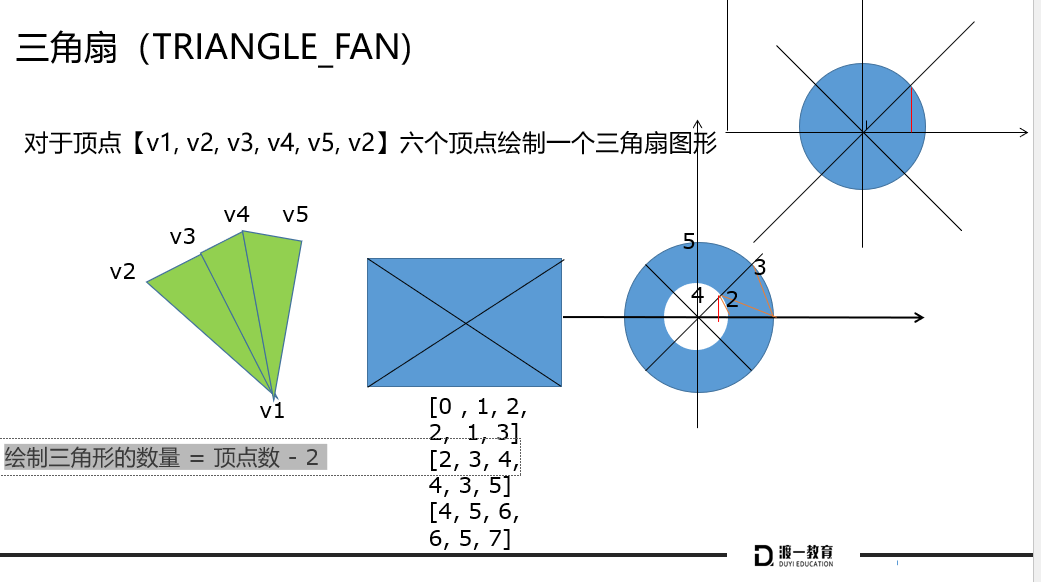 三角扇（TRIANGLE_FAN)
对于顶点【v1, v2, v3, v4, v5, v2】六个顶点绘制一个三角扇图形
v4
v5
v3
v2
v1
5
3
4
2
[0 , 1, 2,
2, 1, 3]
[2, 3, 4,
4, 3, 5]
[4, 5, 6,
6, 5, 7]
绘制三角形的数量 = 顶点数 - 2
渡一教育
DUYI EDUCATION